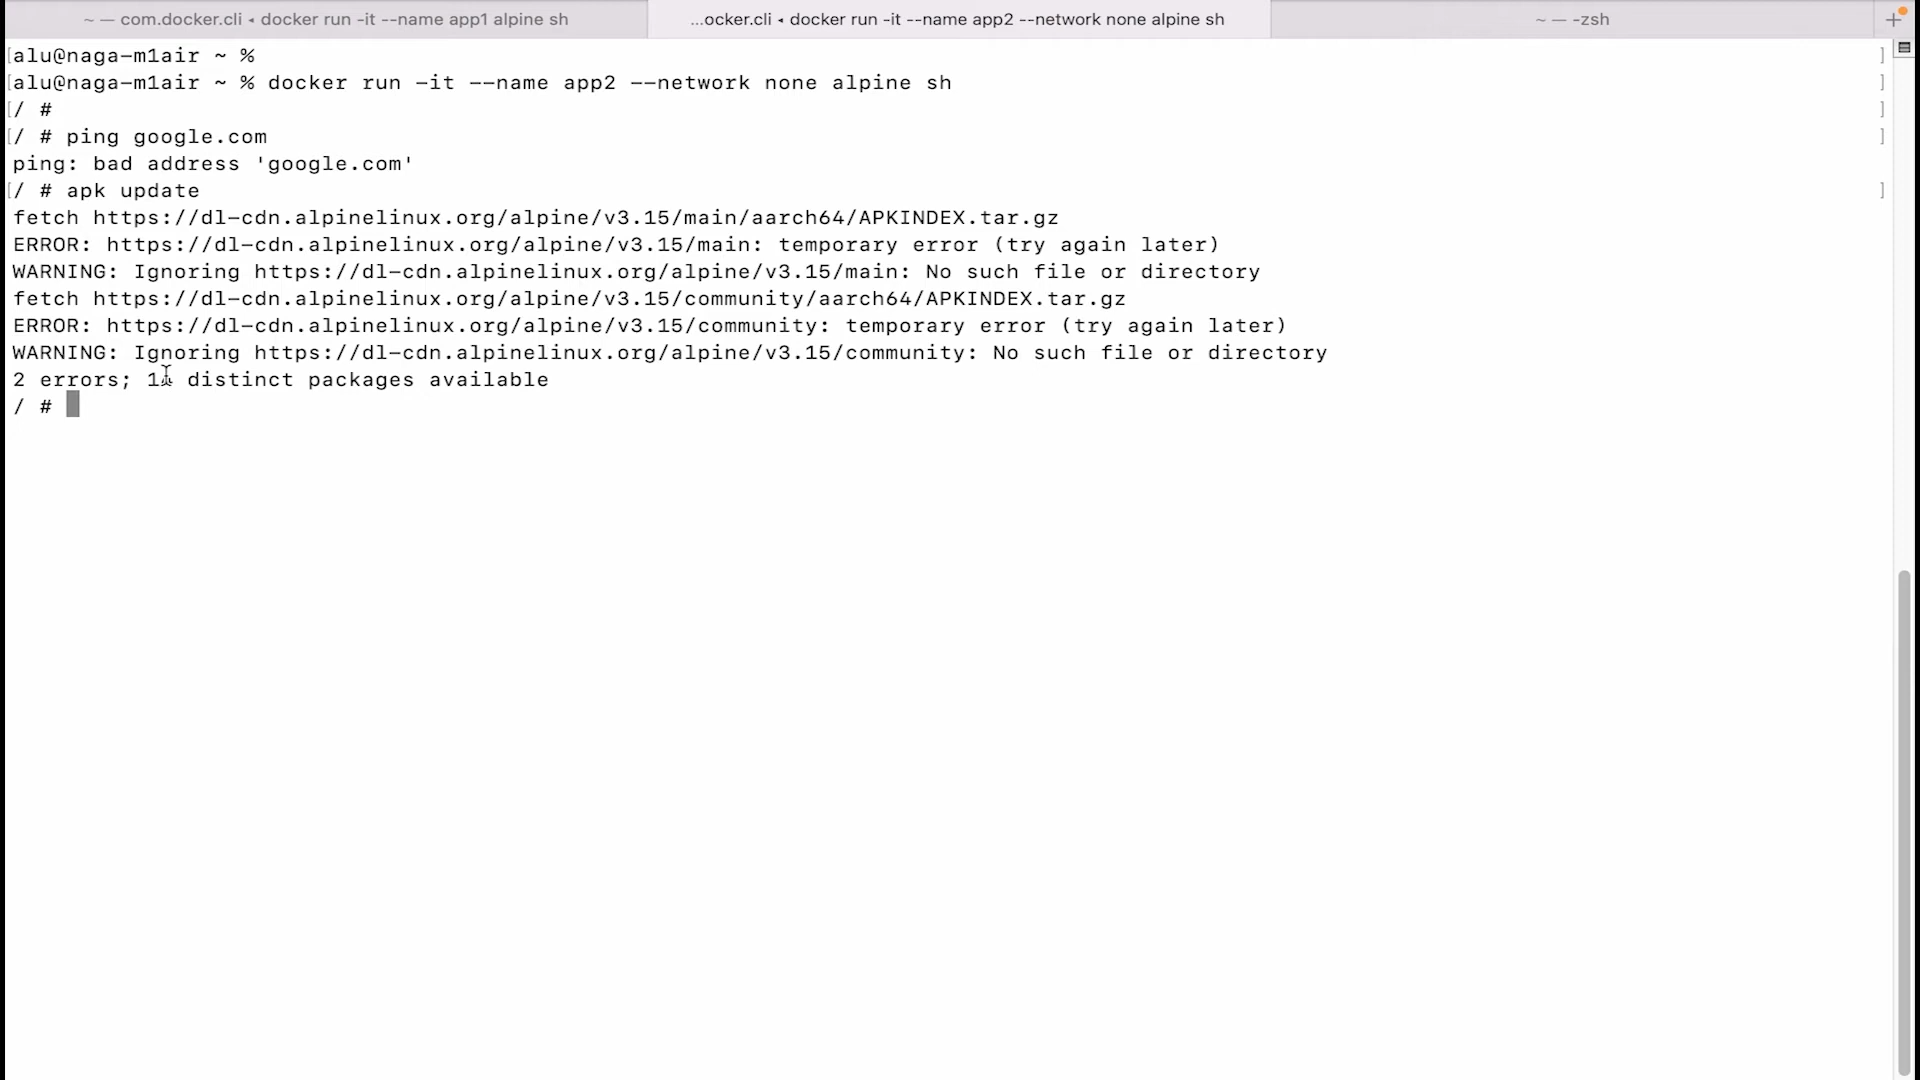 ~ — com.docker.cli ◂ docker run -it --name app1 alpine sh
...ocker.cli ◂ docker run -it --name app2 --network none alpine sh
~ — -zsh
[alu@naga-m1air ~ % ]
[alu@naga-m1air ~ % docker run -it --name app2 --network none alpine sh ]
[/ # ]
[/ # ping google.com ]
ping: bad address 'google.com'
[/ # apk update ]
fetch https://dl-cdn.alpinelinux.org/alpine/v3.15/main/aarch64/APKINDEX.tar.gz
ERROR: https://dl-cdn.alpinelinux.org/alpine/v3.15/main: temporary error (try again later)
WARNING: Ignoring https://dl-cdn.alpinelinux.org/alpine/v3.15/main: No such file or directory
fetch https://dl-cdn.alpinelinux.org/alpine/v3.15/community/aarch64/APKINDEX.tar.gz
ERROR: https://dl-cdn.alpinelinux.org/alpine/v3.15/community: temporary error (try again later)
WARNING: Ignoring https://dl-cdn.alpinelinux.org/alpine/v3.15/community: No such file or directory
2 errors; distinct packages available
/ #